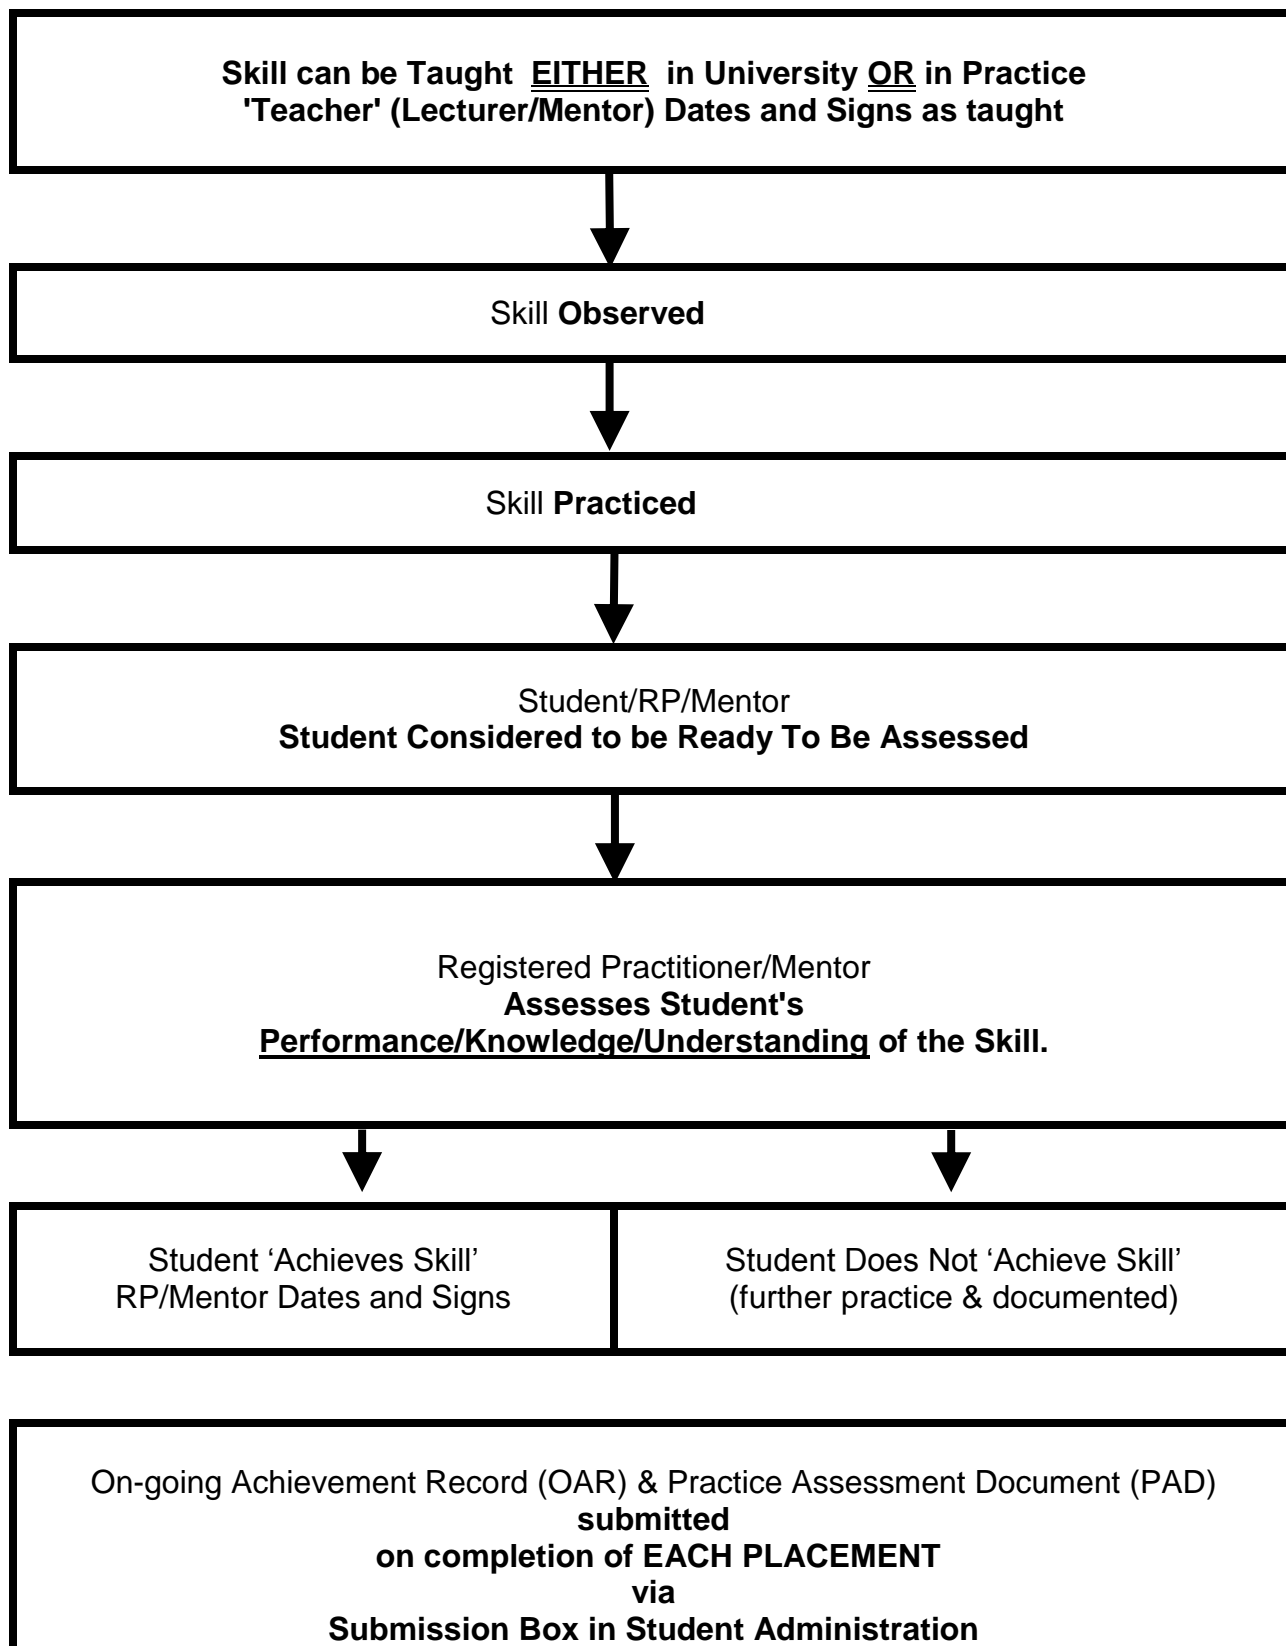 Skill can be Taught EITHER in University OR in Practice
'Teacher' (Lecturer/Mentor) Dates and Signs as taught
Skill Observed
Skill Practiced
Student/RP/Mentor
Student Considered to be Ready To Be Assessed
Registered Practitioner/Mentor
Assesses Student's
Performance/Knowledge/Understanding of the Skill.
Student ‘Achieves Skill’
RP/Mentor Dates and Signs
Student Does Not ‘Achieve Skill’
(further practice & documented)
On-going Achievement Record (OAR) & Practice Assessment Document (PAD)
submitted
on completion of EACH PLACEMENT
via
Submission Box in Student Administration